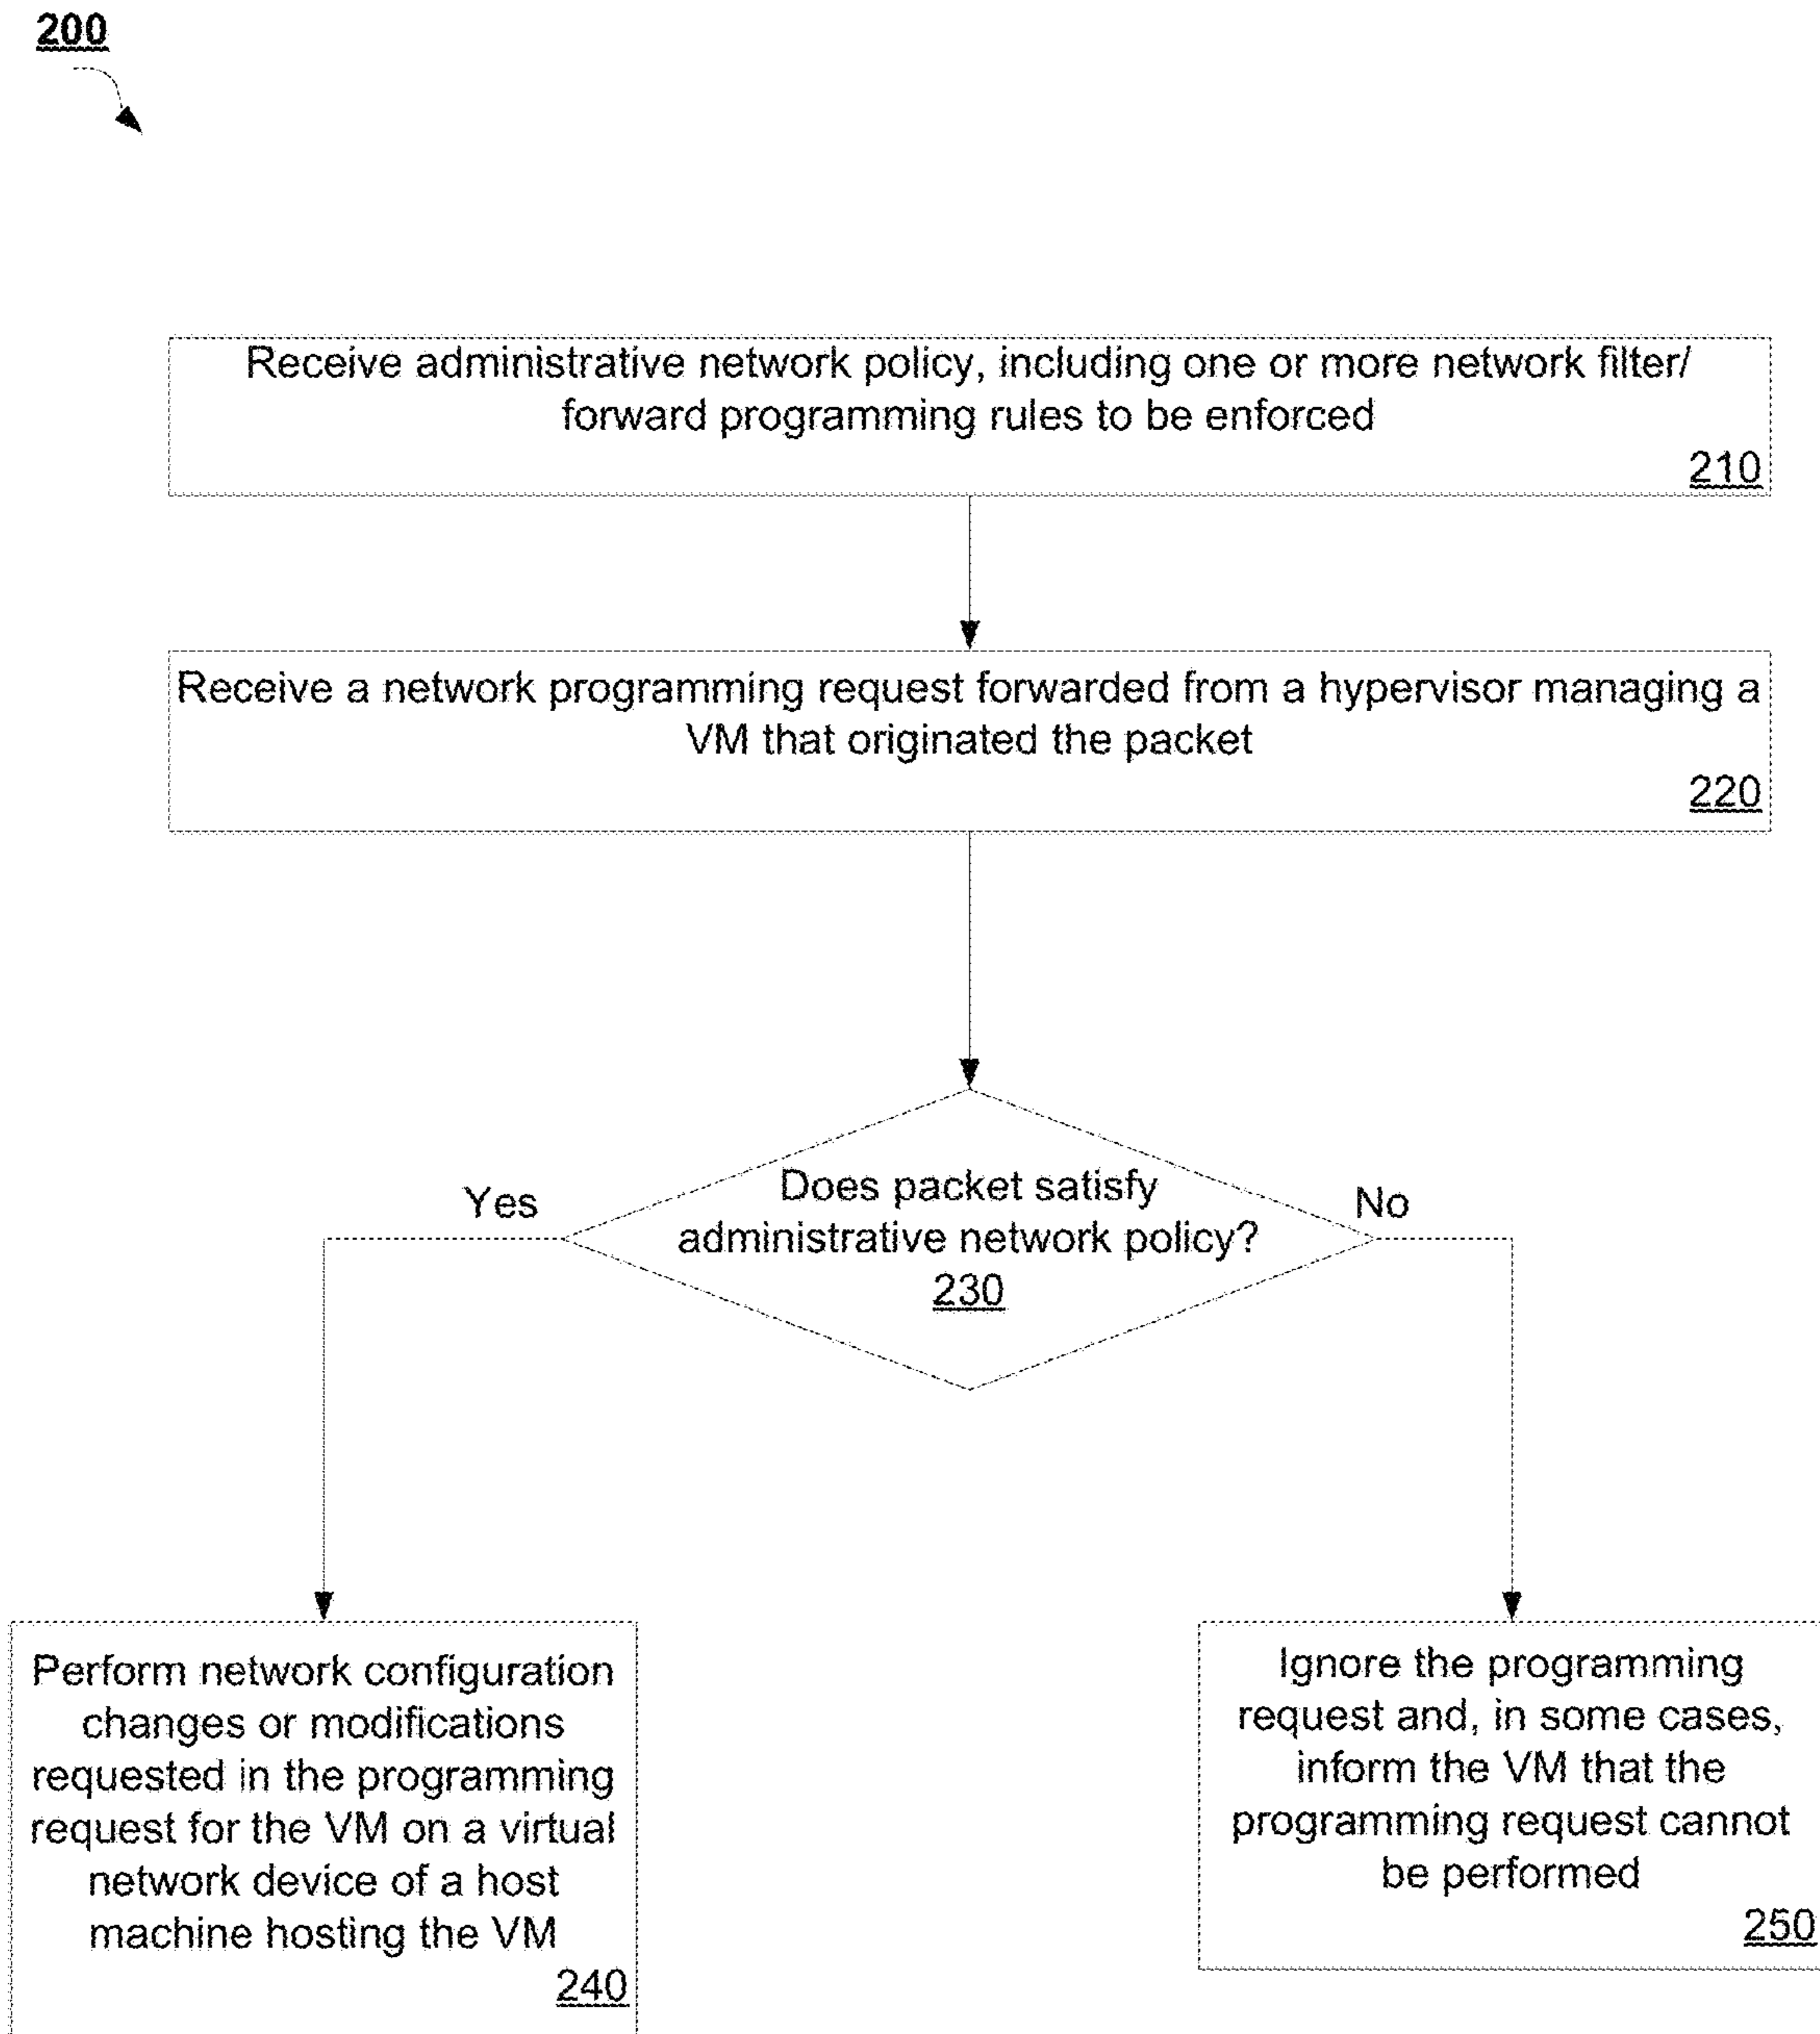 200
Receive administrative network policy, including one or more network filter/
forward programming rules to be enforced
210
Receive a network programming request forwarded from a hypervisor managing a
VM that originated the packet
220
Does packet satisfy
administrative network policy?
230
Yes
No
Perform network configuration
changes or modifications
requested in the programming
request for the VM on a virtual
network device of a host
machine hosting the VM
240
Ignore the programming
request and, in some cases,
inform the VM that the
programming request cannot
be performed
250